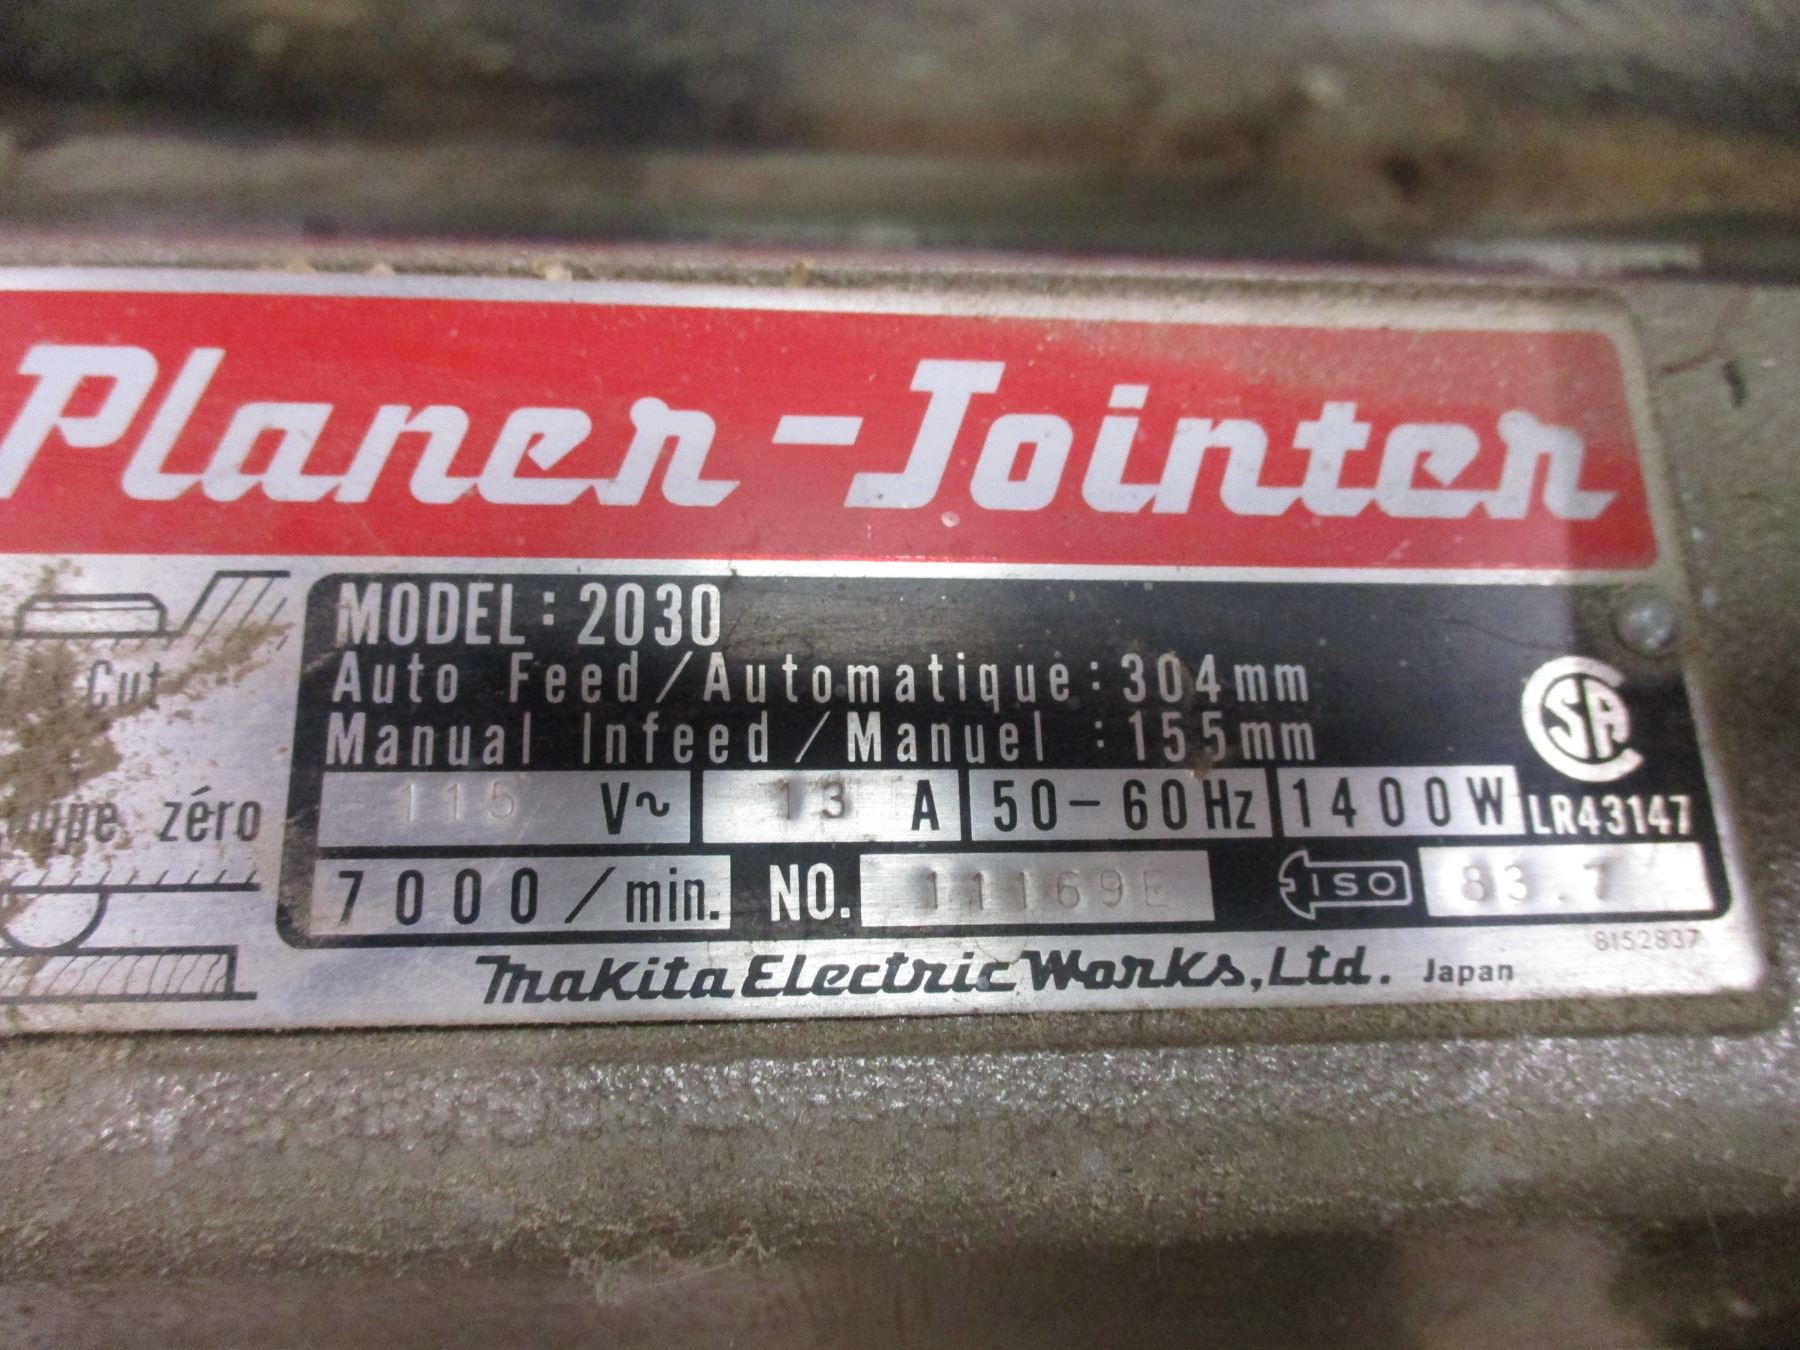 Planer-Jointer
MODEL: 2030
Auto Feed/Automatique: 304mm
Manual Infeed/Manuel : 155mm
Cut
zéro
115 V~ 13 A 50-60Hz 1400W
CSA
LR43147
7000/min. NO. 11169E ISO 83.7
8152837
Makita Electric Works, Ltd. Japan